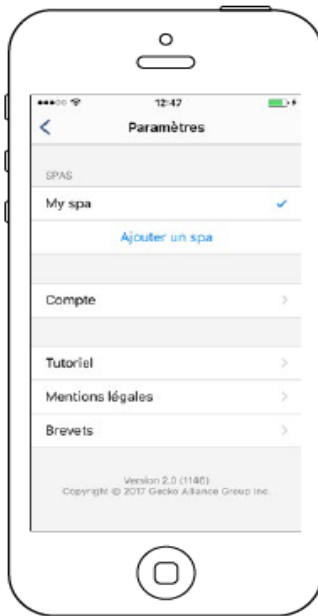 12:47
Paramètres
SPAS
My spa
Ajouter un spa
Compte
Tutoriel
Mentions légales
Brevets
Version 2.0 (1146)
Copyright © 2017 Gecko Alliance Group Inc.